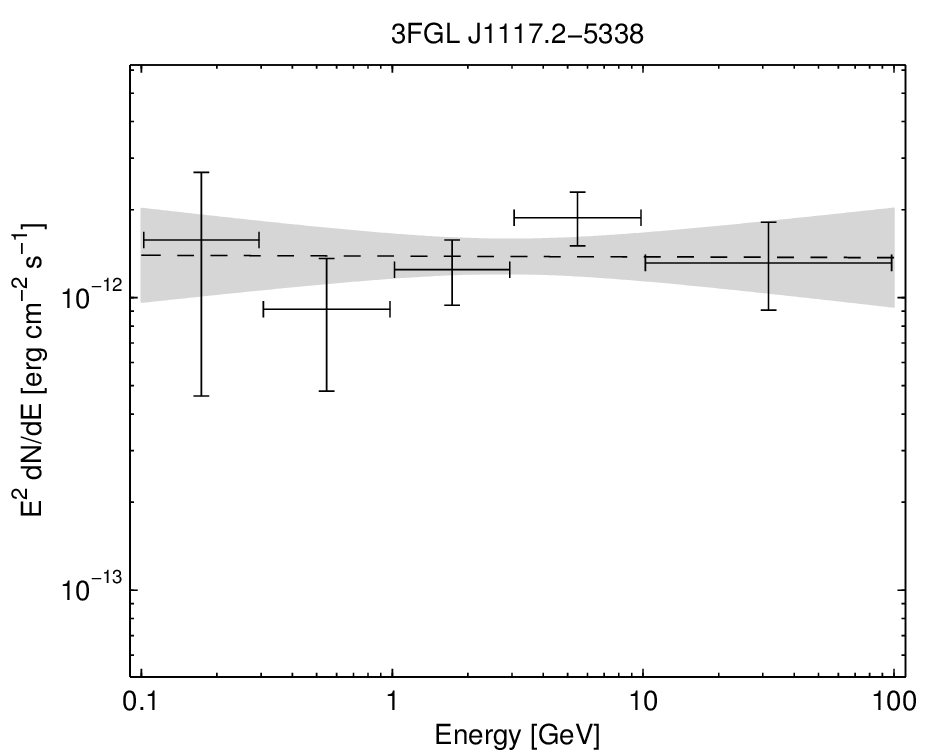 3FGL J1117.2−5338
E² dN/dE [erg cm⁻² s⁻¹]
10⁻¹²
10⁻¹³
0.1 1 10 100
Energy [GeV]